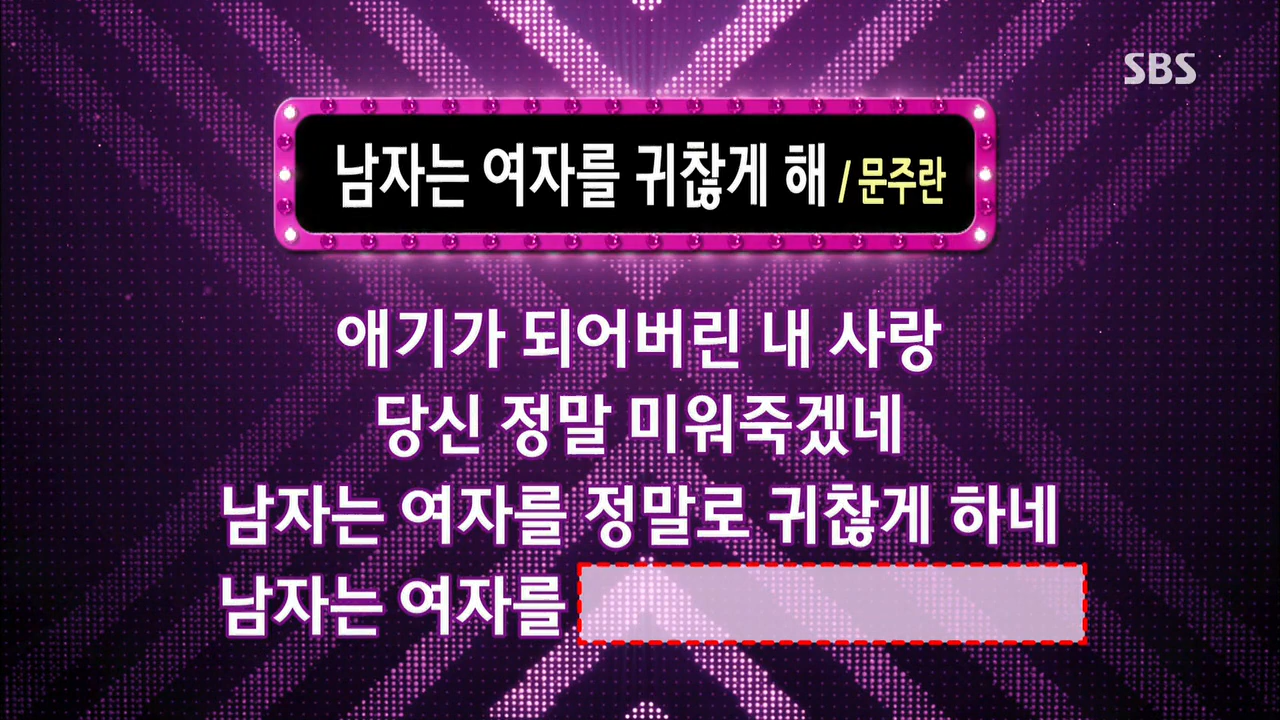 SBS
남자는 여자를 귀찮게 해 / 문주란
애기가 되어버린 내 사랑
당신 정말 미워죽겠네
남자는 여자를 정말로 귀찮게 하네
남자는 여자를